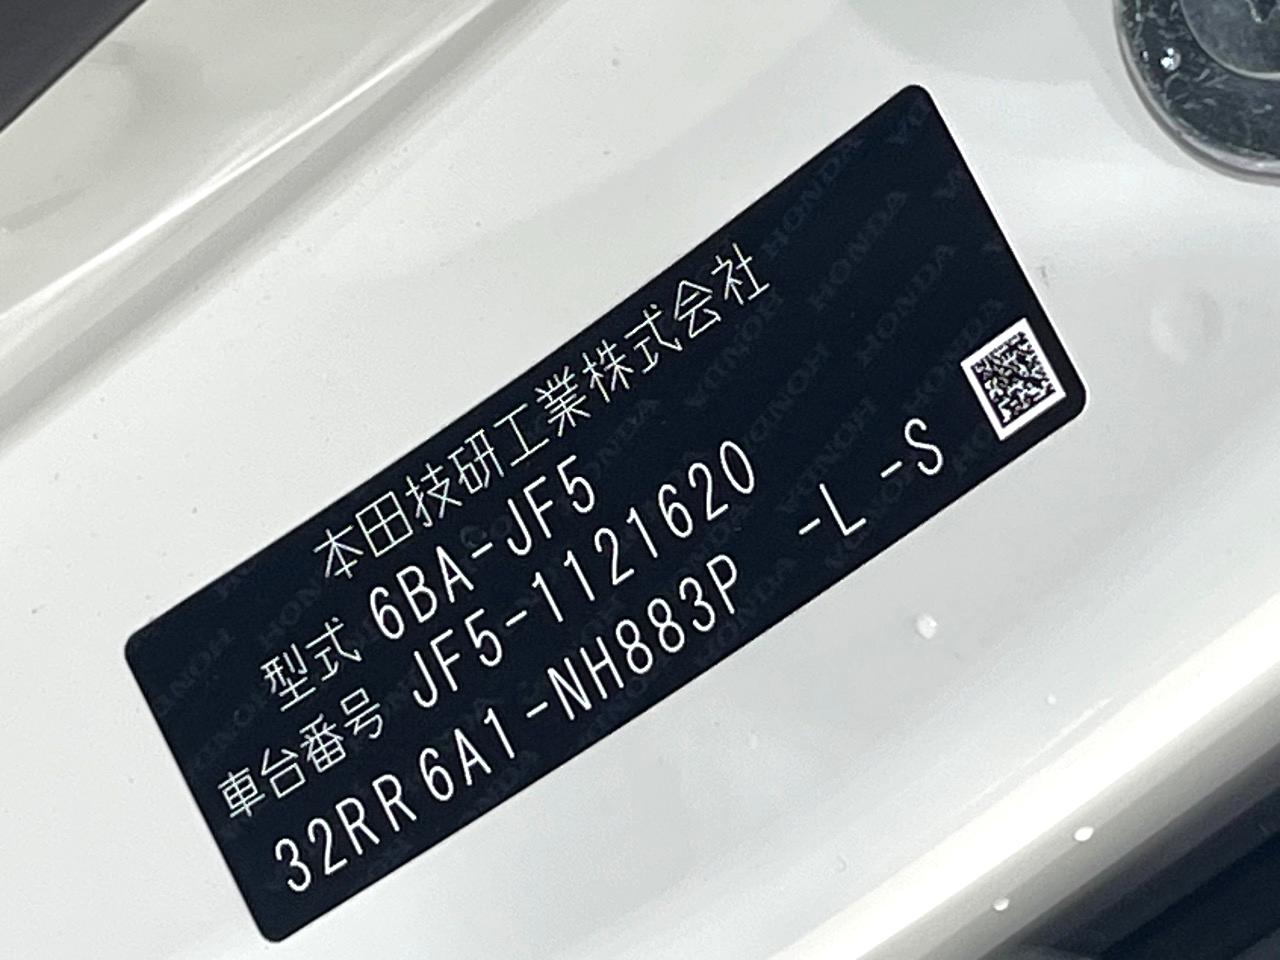 本田技研工業株式会社
型式 6BA-JF5
車台番号 JF5-1121620
32RR6A1-NH883P -L -S